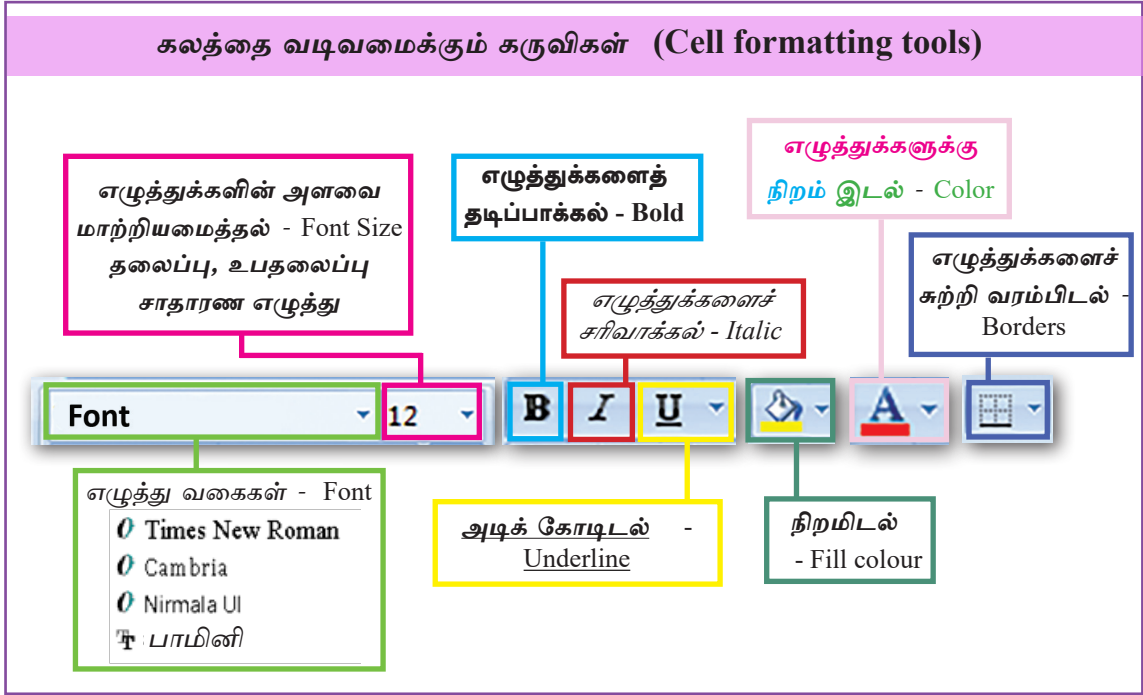 கலத்தை வடிவமைக்கும் கருவிகள் (Cell formatting tools)
எழுத்துக்களின் அளவை
மாற்றியமைத்தல் - Font Size
தலைப்பு, உபதலைப்பு
சாதாரண எழுத்து
எழுத்துக்களைத்
தடிப்பாக்கல் - Bold
எழுத்துக்களைச்
சரிவாக்கல் - Italic
எழுத்துக்களுக்கு
நிறம் இடல் - Color
எழுத்துக்களைச்
சுற்றி வரம்பிடல் -
Borders
Font 12 B I U A
எழுத்து வகைகள் - Font
Times New Roman
Cambria
Nirmala UI
பாமினி
அடிக் கோடிடல் -
Underline
நிறமிடல்
- Fill colour